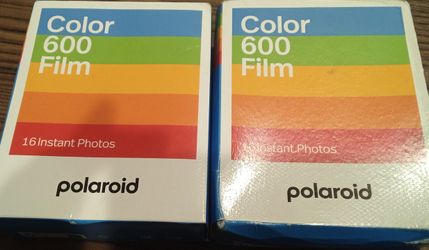 Color
600
Film
16 Instant Photos
polaroid
Color
600
Film
Instant Photos
polaroid